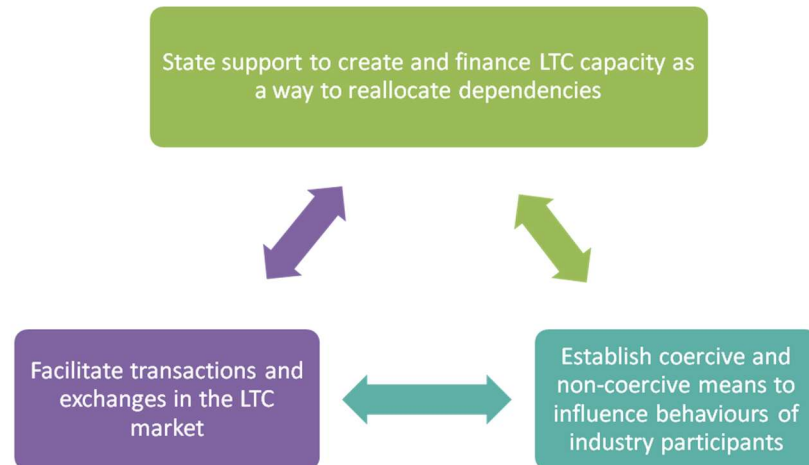 State support to create and finance LTC capacity as
a way to reallocate dependencies
Facilitate transactions and
exchanges in the LTC
market
Establish coercive and
non-coercive means to
influence behaviours of
industry participants